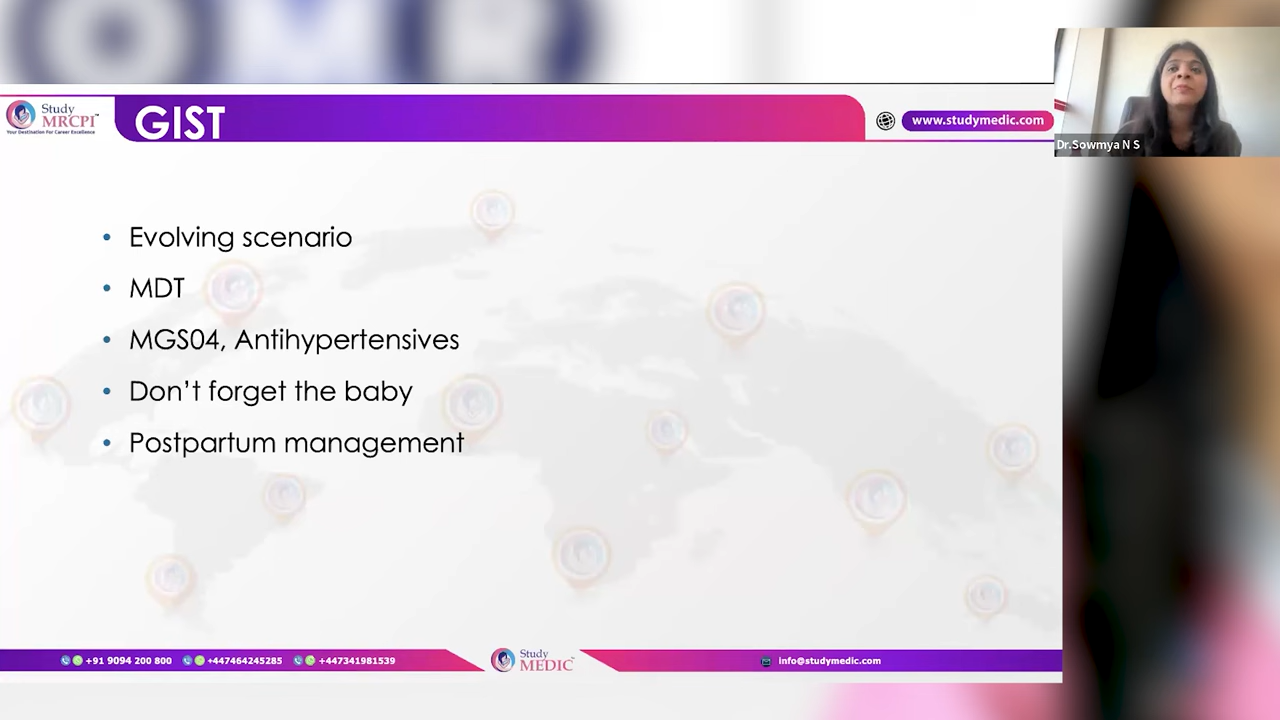 Study
MRCPI™
Your Destination For Career Excellence
GIST
www.studymedic.com
Dr.Sowmya N S
• Evolving scenario
• MDT
• MGS04, Antihypertensives
• Don’t forget the baby
• Postpartum management
+91 9094 200 800
+447464245285
+447341981539
Study
MEDIC
info@studymedic.com